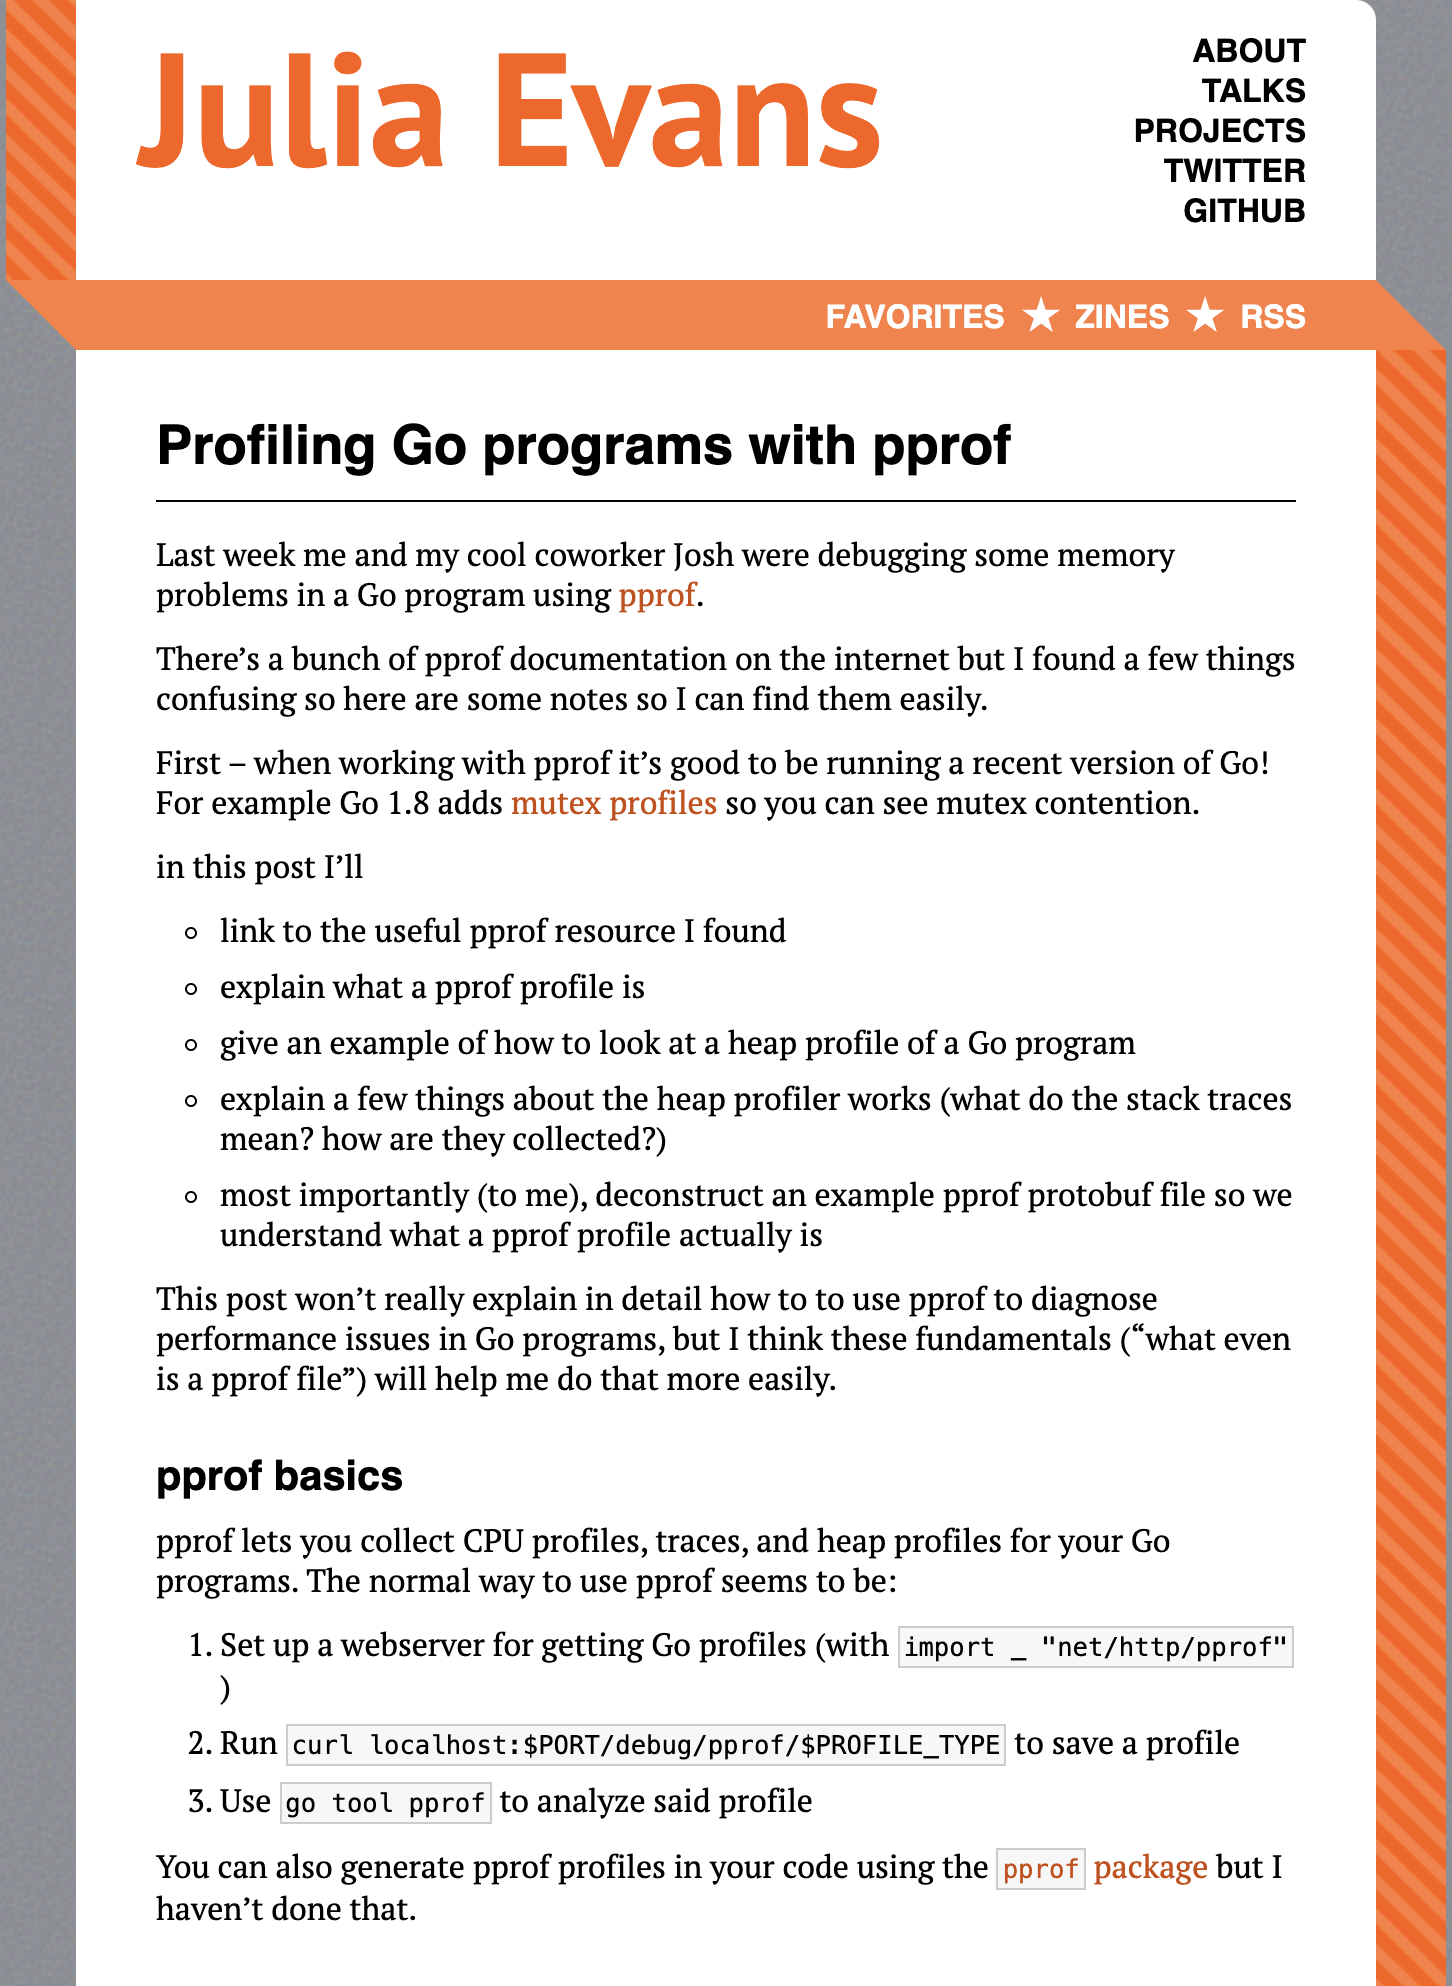 Julia Evans
ABOUT
TALKS
PROJECTS
TWITTER
GITHUB
FAVORITES ★ ZINES ★ RSS
Profiling Go programs with pprof
Last week me and my cool coworker Josh were debugging some memory
problems in a Go program using pprof.
There’s a bunch of pprof documentation on the internet but I found a few things
confusing so here are some notes so I can find them easily.
First – when working with pprof it’s good to be running a recent version of Go!
For example Go 1.8 adds mutex profiles so you can see mutex contention.
in this post I’ll
link to the useful pprof resource I found
explain what a pprof profile is
give an example of how to look at a heap profile of a Go program
explain a few things about the heap profiler works (what do the stack traces
mean? how are they collected?)
most importantly (to me), deconstruct an example pprof protobuf file so we
understand what a pprof profile actually is
This post won’t really explain in detail how to to use pprof to diagnose
performance issues in Go programs, but I think these fundamentals (“what even
is a pprof file”) will help me do that more easily.
pprof basics
pprof lets you collect CPU profiles, traces, and heap profiles for your Go
programs. The normal way to use pprof seems to be:
1. Set up a webserver for getting Go profiles (with import _ "net/http/pprof"
)
2. Run curl localhost:$PORT/debug/pprof/$PROFILE_TYPE to save a profile
3. Use go tool pprof to analyze said profile
You can also generate pprof profiles in your code using the pprof package but I
haven’t done that.